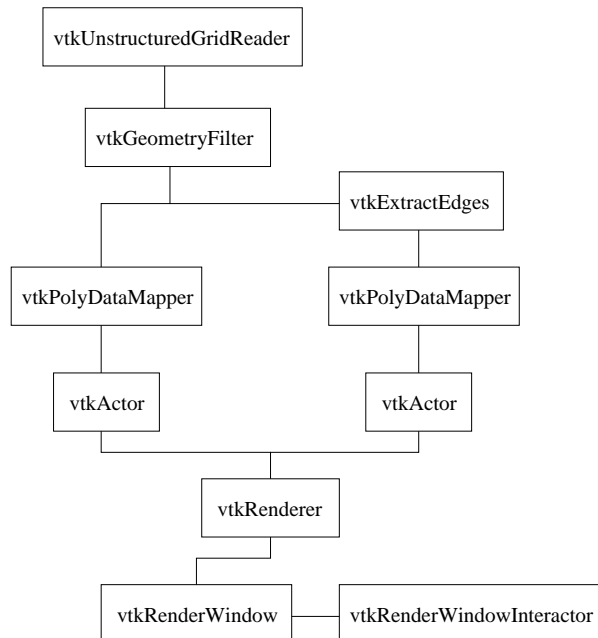 vtkUnstructuredGridReader
vtkGeometryFilter
vtkExtractEdges
vtkPolyDataMapper
vtkPolyDataMapper
vtkActor
vtkActor
vtkRenderer
vtkRenderWindow
vtkRenderWindowInteractor